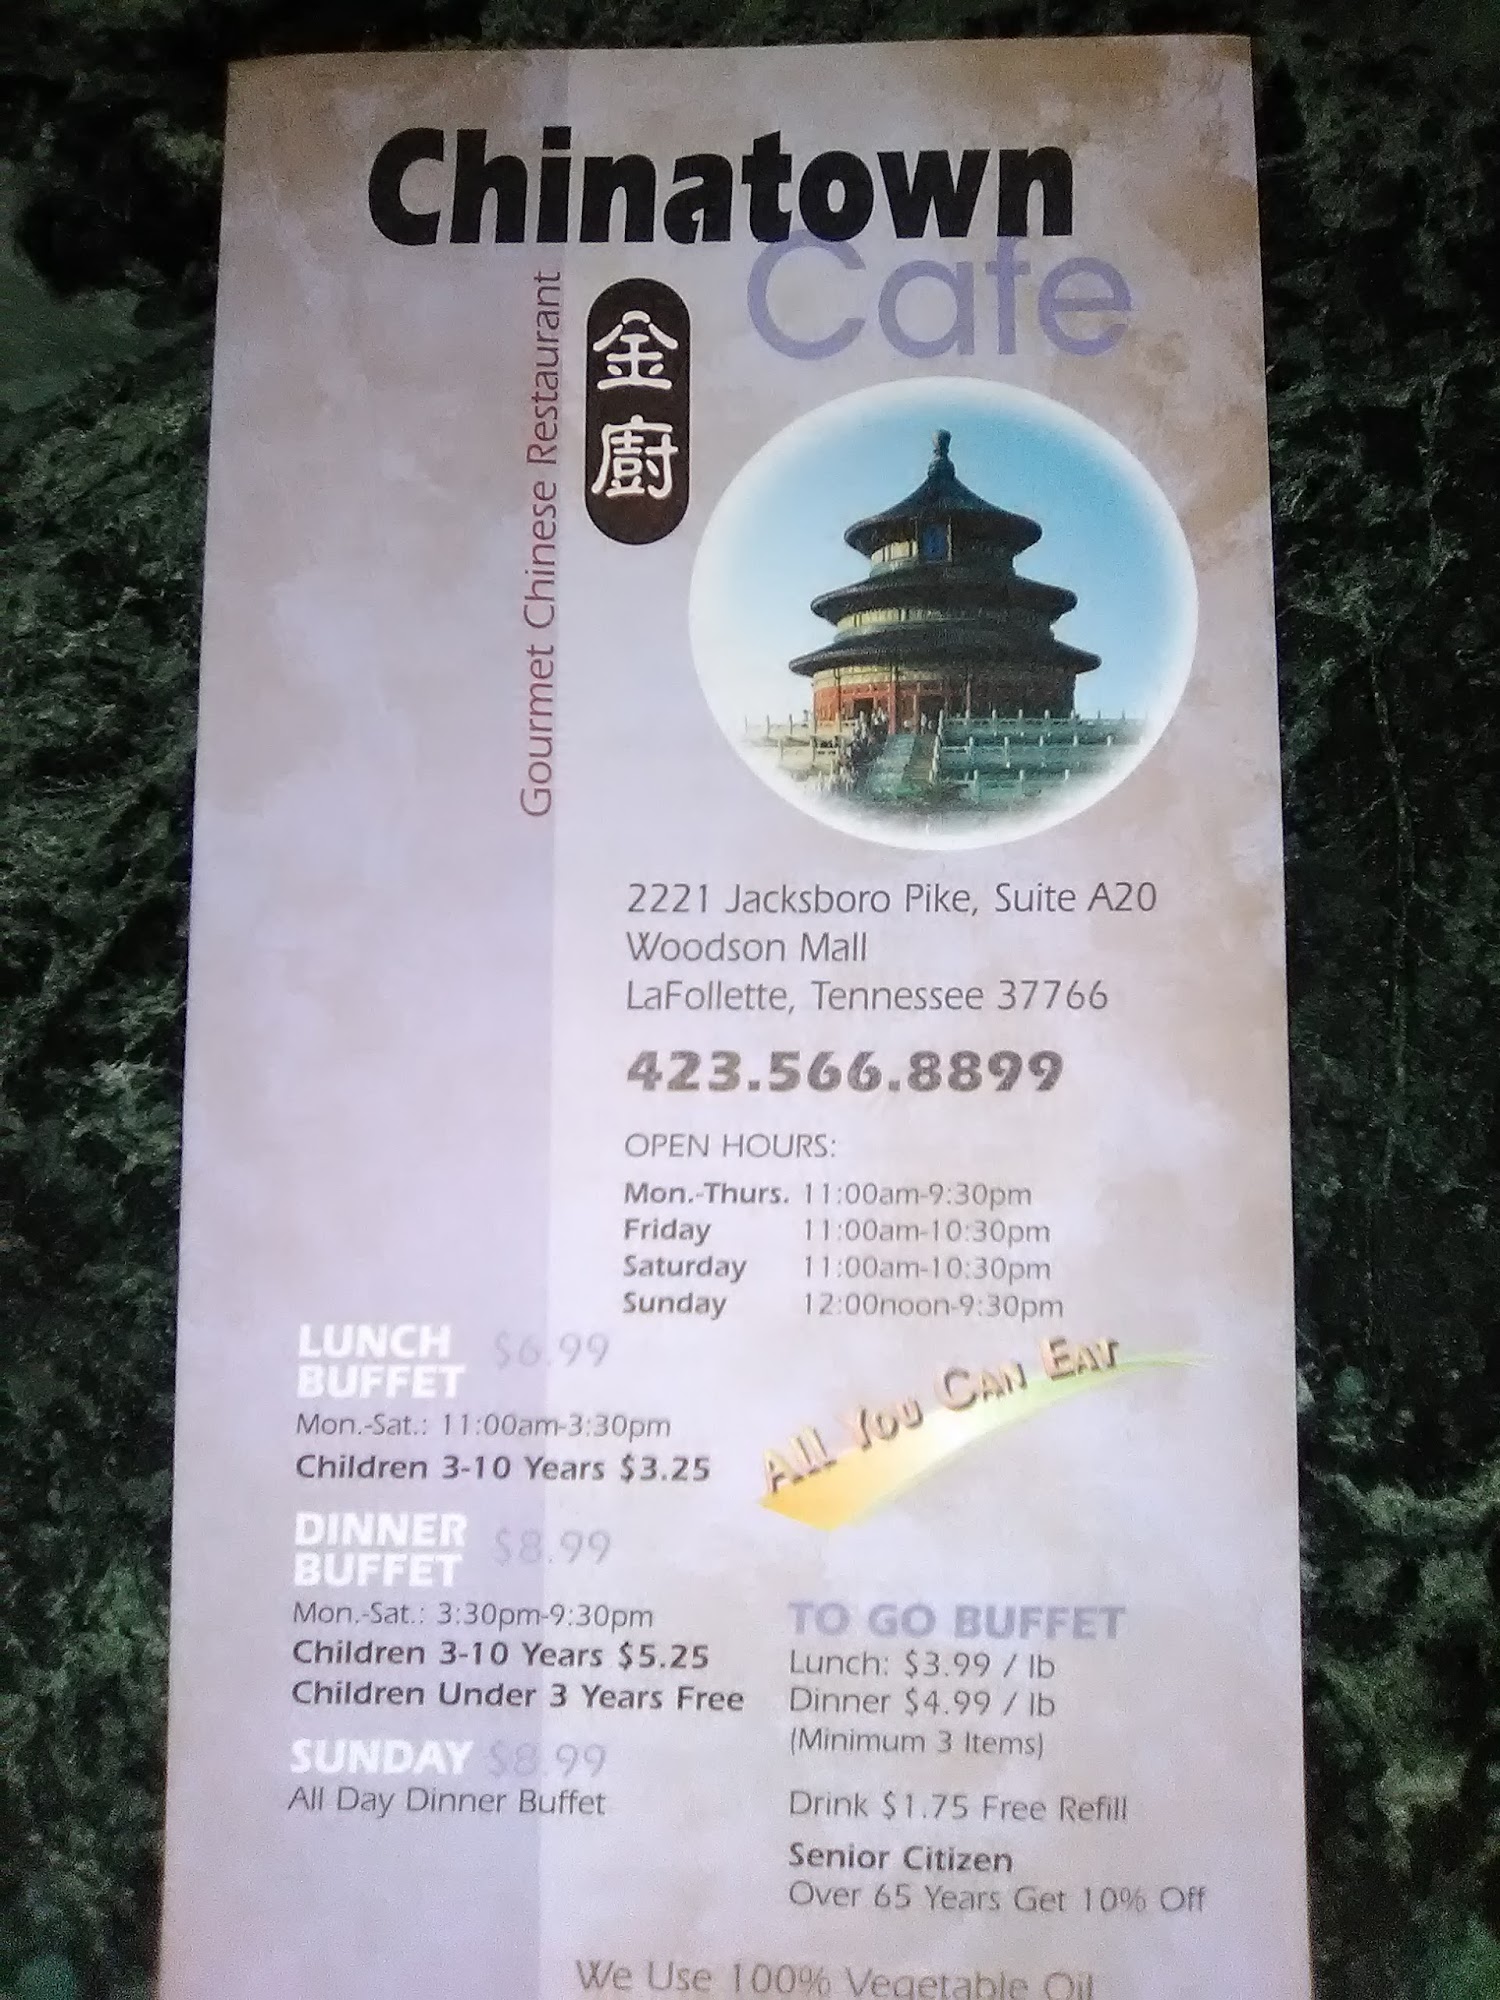 Chinatown
Cafe
Gourmet Chinese Restaurant
金
廚
2221 Jacksboro Pike, Suite A20
Woodson Mall
LaFollette, Tennessee 37766
423.566.8899
OPEN HOURS:
Mon.-Thurs. 11:00am-9:30pm
Friday 11:00am-10:30pm
Saturday 11:00am-10:30pm
Sunday 12:00noon-9:30pm
All You Can Eat
LUNCH
BUFFET $6.99
Mon.-Sat.: 11:00am-3:30pm
Children 3-10 Years $3.25
DINNER
BUFFET $8.99
Mon.-Sat.: 3:30pm-9:30pm
Children 3-10 Years $5.25
Children Under 3 Years Free
SUNDAY $8.99
All Day Dinner Buffet
TO GO BUFFET
Lunch: $3.99 / lb
Dinner $4.99 / lb
(Minimum 3 Items)
Drink $1.75 Free Refill
Senior Citizen
Over 65 Years Get 10% Off
We Use 100% Vegetable Oil